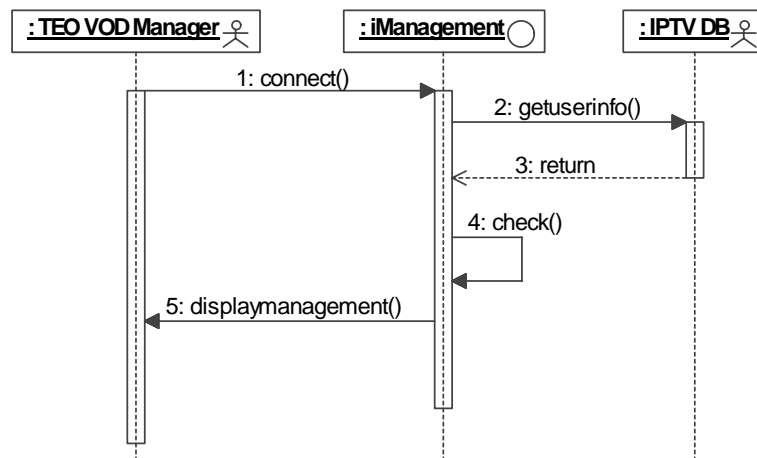 : TEO VOD Manager
: iManagement
: IPTV DB
1: connect()
2: getuserinfo()
3: return
4: check()
5: displaymanagement()